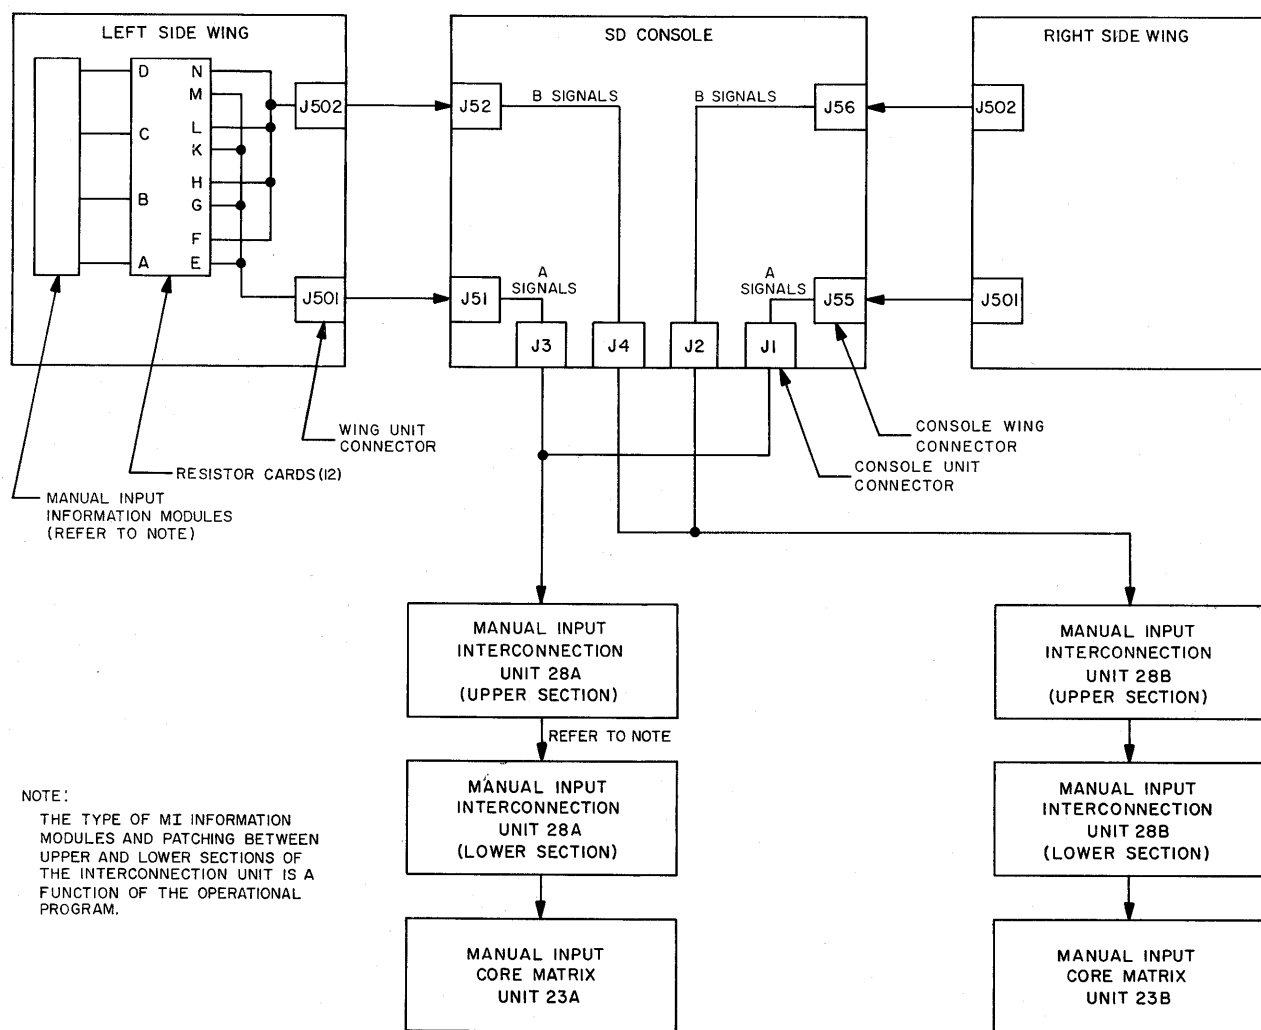 LEFT SIDE WING
SD CONSOLE
RIGHT SIDE WING
D
C
B
A
N
M
L
K
H
G
F
E
J502
J501
J52
B SIGNALS
B SIGNALS
J56
J502
J51
A
SIGNALS
A
SIGNALS
J55
J501
J3
J4
J2
J1
WING UNIT
CONNECTOR
CONSOLE WING
CONNECTOR
CONSOLE UNIT
CONNECTOR
RESISTOR CARDS (12)
MANUAL INPUT
INFORMATION MODULES
(REFER TO NOTE)
MANUAL INPUT
INTERCONNECTION
UNIT 28A
(UPPER SECTION)
MANUAL INPUT
INTERCONNECTION
UNIT 28B
(UPPER SECTION)
REFER TO NOTE
MANUAL INPUT
INTERCONNECTION
UNIT 28A
(LOWER SECTION)
MANUAL INPUT
INTERCONNECTION
UNIT 28B
(LOWER SECTION)
NOTE:
THE TYPE OF MI INFORMATION
MODULES AND PATCHING BETWEEN
UPPER AND LOWER SECTIONS OF
THE INTERCONNECTION UNIT IS A
FUNCTION OF THE OPERATIONAL
PROGRAM.
MANUAL INPUT
CORE MATRIX
UNIT 23A
MANUAL INPUT
CORE MATRIX
UNIT 23B